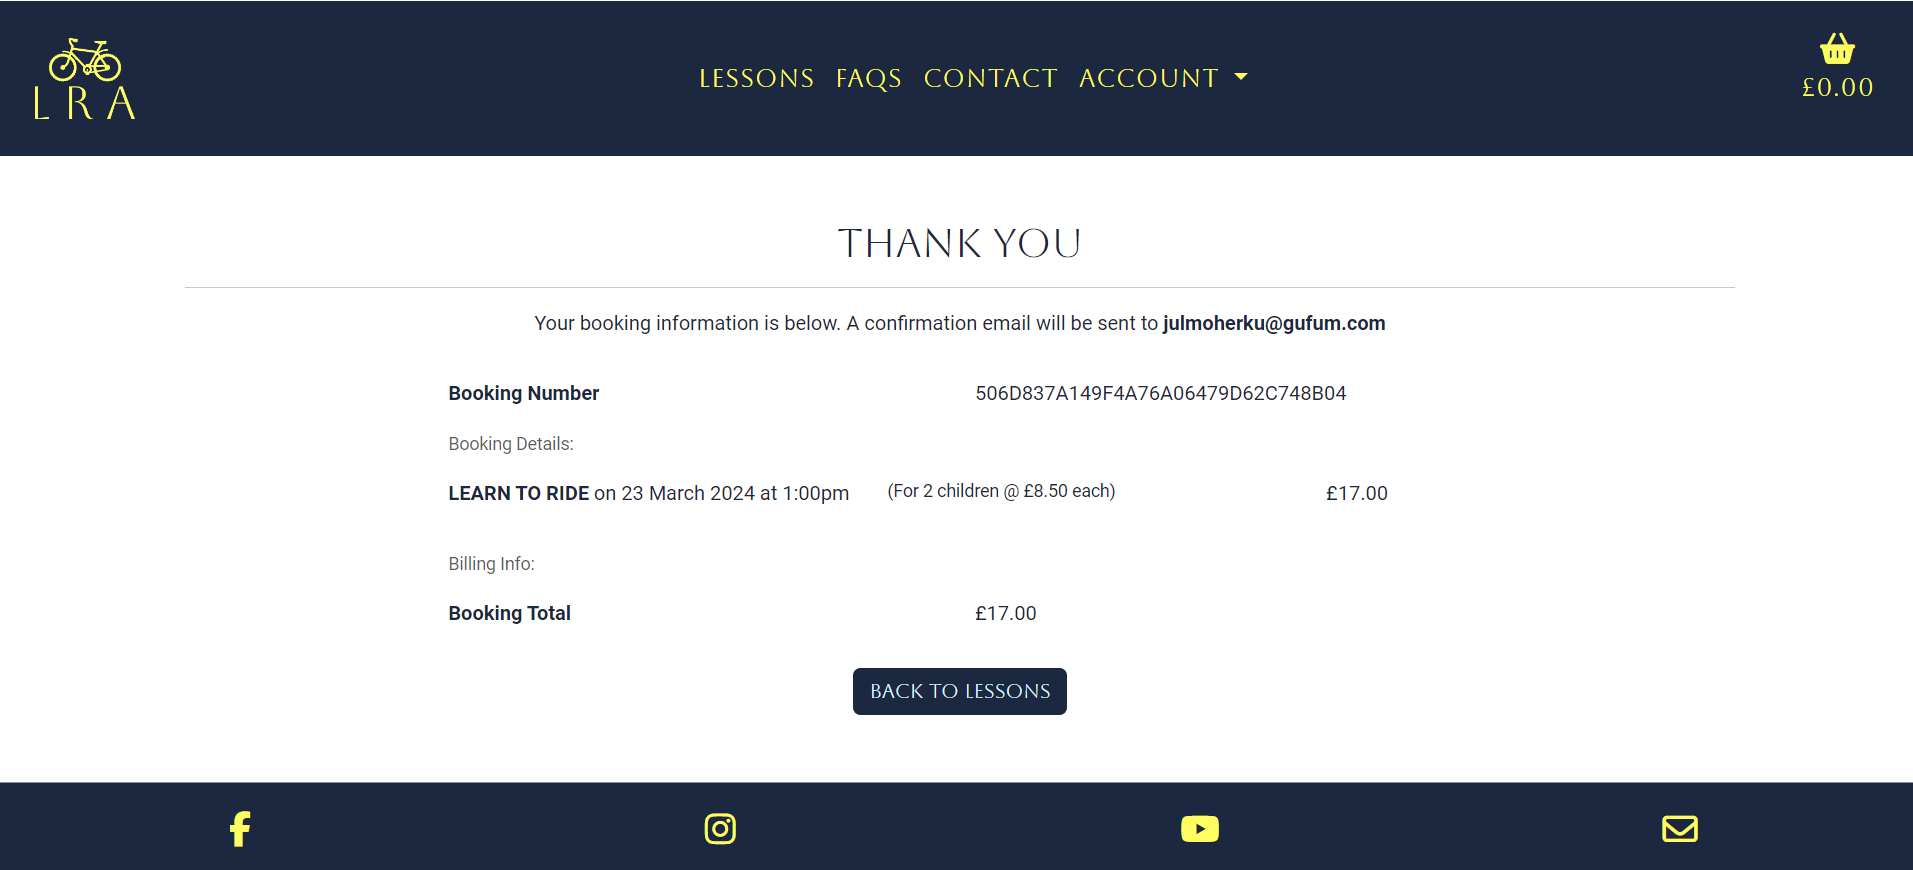 L R A
LESSONS FAQS CONTACT ACCOUNT
£0.00
THANK YOU
Your booking information is below. A confirmation email will be sent to julmoherku@gufum.com
Booking Number 506D837A149F4A76A06479D62C748B04
Booking Details:
LEARN TO RIDE on 23 March 2024 at 1:00pm (For 2 children @ £8.50 each) £17.00
Billing Info:
Booking Total £17.00
BACK TO LESSONS